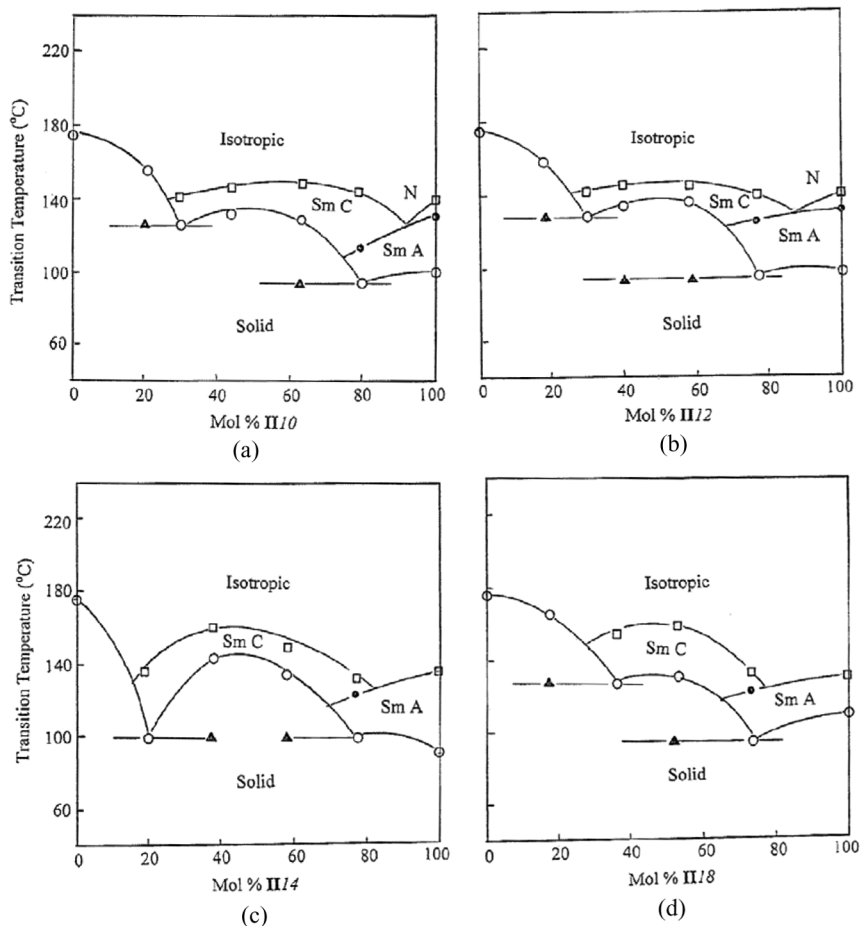 220
180
140
100
60
Transition Temperature (°C)
Isotropic
N
Sm C
Sm A
Solid
0 20 40 60 80 100
Mol % II10
(a)
Isotropic
N
Sm C
Sm A
Solid
0 20 40 60 80 100
Mol % II12
(b)
220
180
140
100
60
Transition Temperature (°C)
Isotropic
Sm C
Sm A
Solid
0 20 40 60 80 100
Mol % II14
(c)
Isotropic
Sm C
Sm A
Solid
0 20 40 60 80 100
Mol % II18
(d)